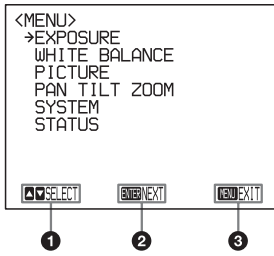 <MENU>
→EXPOSURE
WHITE BALANCE
PICTURE
PAN TILT ZOOM
SYSTEM
STATUS
▲▼SELECT ENTER NEXT MENU EXIT
1 2 3